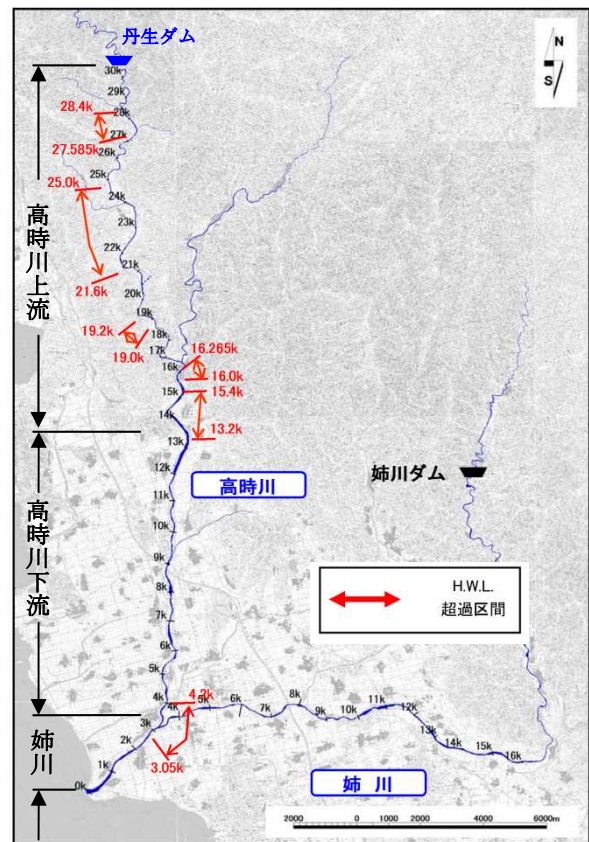 丹生ダム
N
S
30k
29k
28k
28.4k
27k
27.585k
26k
25k
25.0k
24k
23k
22k
21k
21.6k
20k
19k
19.2k
18k
19.0k
17k
16.265k
16k
16.0k
15k
15.4k
14k
13.2k
13k
12k
11k
10k
9k
8k
7k
6k
5k
4k
高時川上流
高時川下流
姉川
高時川
姉川ダム
H.W.L.
超過区間
4.2k
4k
5k
6k
7k
8k
9k
10k
11k
12k
13k
14k
15k
16k
3k
2k
3.05k
1k
0k
姉 川
2000 0 1000 2000 4000 6000m